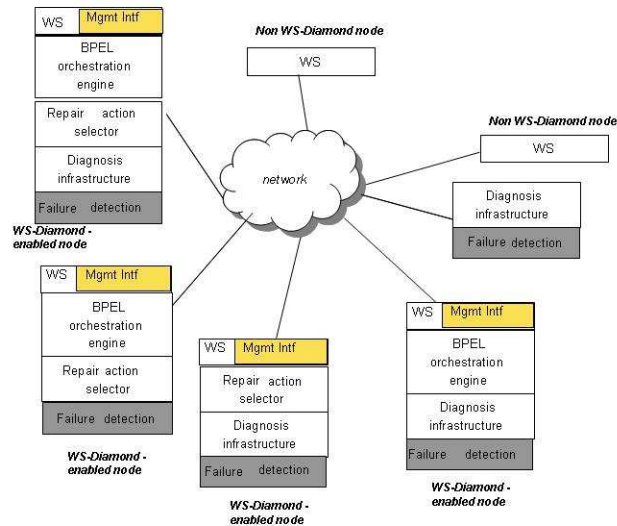 WS Mgmt Intf
BPEL
orchestration
engine
Repair action
selector
Diagnosis
infrastructure
Failure detection
WS-Diamond -
enabled node
Non WS-Diamond node
WS
Non WS-Diamond node
WS
network
Diagnosis
infrastructure
Failure detection
WS Mgmt Intf
BPEL
orchestration
engine
Repair action
selector
Failure detection
WS-Diamond -
enabled node
WS Mgmt Intf
Repair action
selector
Diagnosis
infrastructure
Failure detection
WS-Diamond -
enabled node
WS Mgmt Intf
BPEL
orchestration
engine
Diagnosis
infrastructure
Failure detection
WS-Diamond -
enabled node